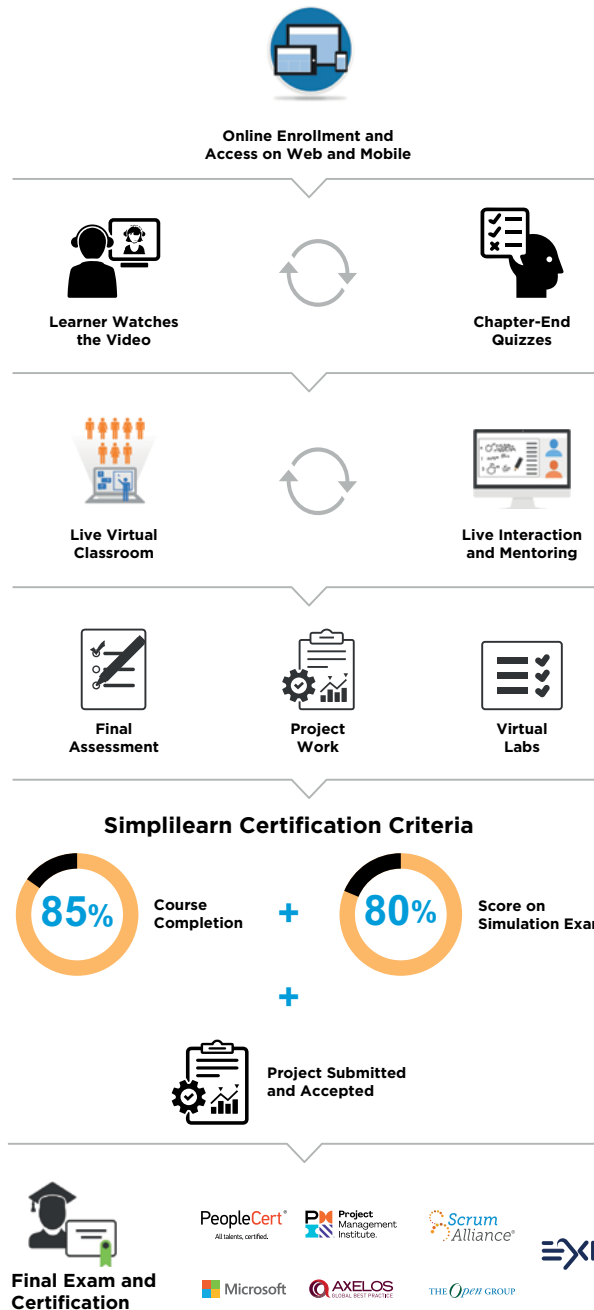 Online Enrollment and
Access on Web and Mobile
Learner Watches
the Video
Chapter-End
Quizzes
Live Virtual
Classroom
Live Interaction
and Mentoring
Final
Assessment
Project
Work
Virtual
Labs
Simplilearn Certification Criteria
85%
Course
Completion
+
80%
Score on
Simulation Exam
+
Project Submitted
and Accepted
Final Exam and
Certification
PeopleCert®
All talents, certified.
Project
Management
Institute.
Scrum
Alliance®
Microsoft
AXELOS
GLOBAL BEST PRACTICE
THE Open GROUP